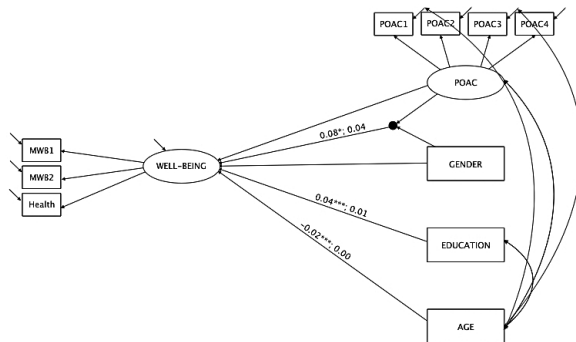 POAC1 POAC2 POAC3 POAC4
POAC
0.08*; 0.04
MWB1
MWB2
Health
WELL-BEING
GENDER
0.04***; 0.01
EDUCATION
-0.02***; 0.00
AGE